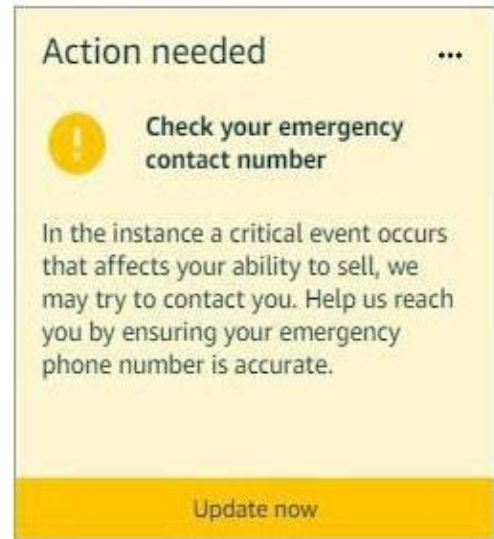 Action needed
Check your emergency
contact number
In the instance a critical event occurs
that affects your ability to sell, we
may try to contact you. Help us reach
you by ensuring your emergency
phone number is accurate.
Update now